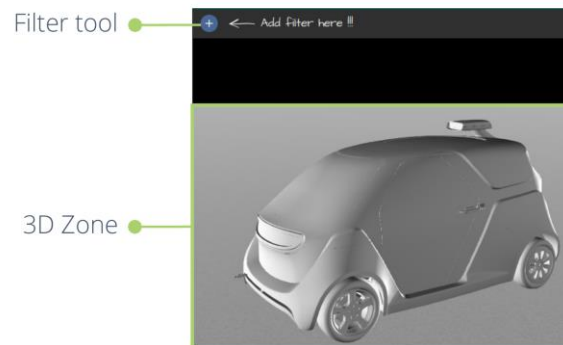 Filter tool
+ ← Add filter here !!!
3D Zone